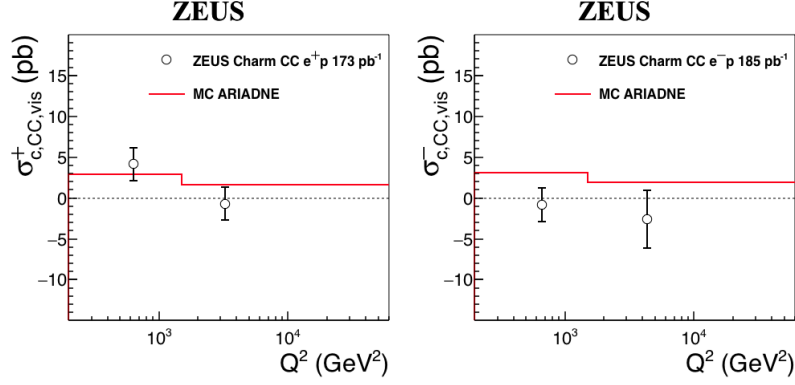 ZEUS
σ⁺c,CC,vis (pb)
ZEUS Charm CC e⁺p 173 pb⁻¹
MC ARIADNE
15
10
5
0
−5
−10
10³
10⁴
Q² (GeV²)
ZEUS
σ⁻c,CC,vis (pb)
ZEUS Charm CC e⁻p 185 pb⁻¹
MC ARIADNE
15
10
5
0
−5
−10
10³
10⁴
Q² (GeV²)